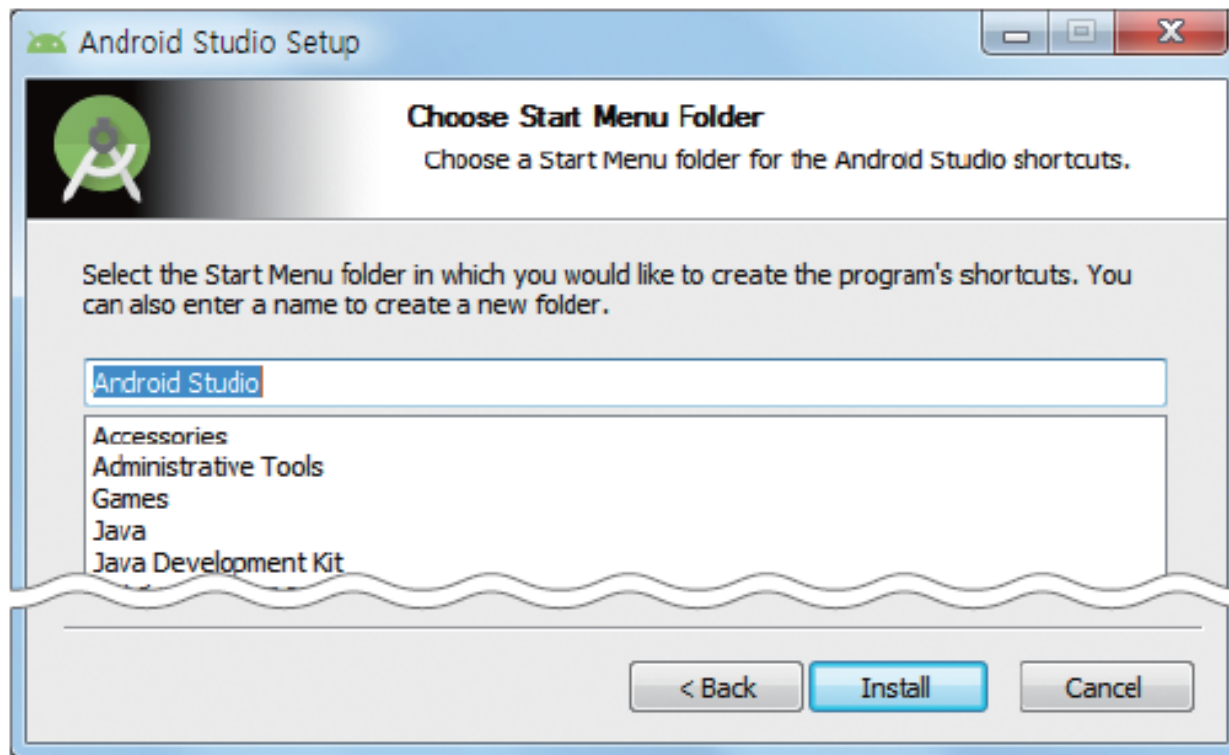 Android Studio Setup
Choose Start Menu Folder
Choose a Start Menu folder for the Android Studio shortcuts.
Select the Start Menu folder in which you would like to create the program's shortcuts. You
can also enter a name to create a new folder.
Android Studio
Accessories
Administrative Tools
Games
Java
Java Development Kit
< Back
Install
Cancel